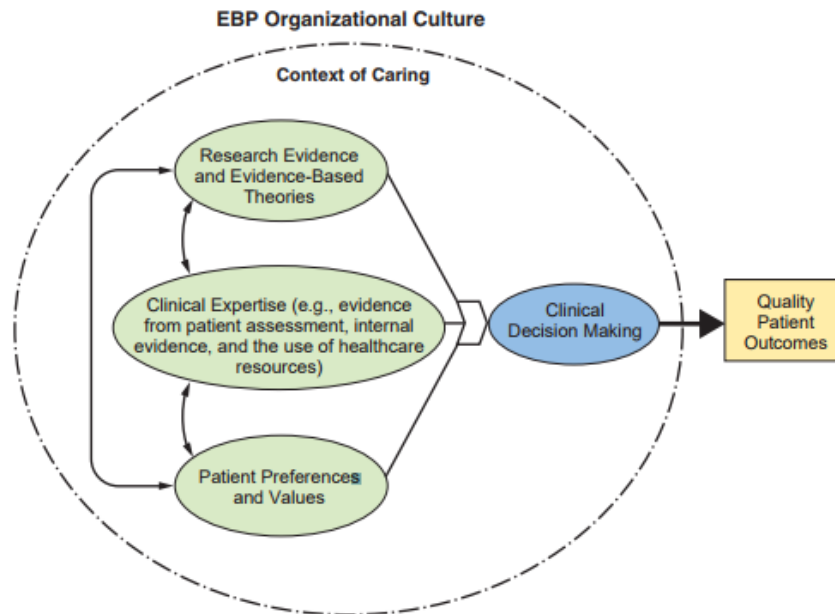 EBP Organizational Culture
Context of Caring
Research Evidence
and Evidence-Based
Theories
Clinical Expertise (e.g., evidence
from patient assessment, internal
evidence, and the use of healthcare
resources)
Patient Preferences
and Values
Clinical
Decision Making
Quality
Patient
Outcomes